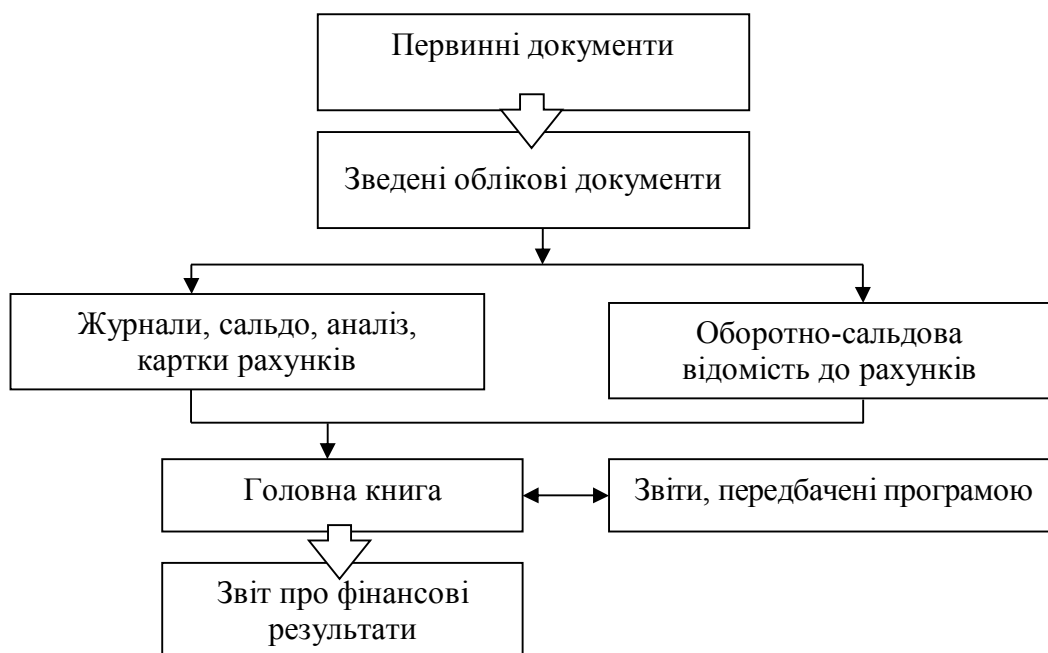 Первинні документи
Зведені облікові документи
Журнали, сальдо, аналіз,
картки рахунків
Оборотно-сальдова
відомість до рахунків
Головна книга
Звіти, передбачені програмою
Звіт про фінансові
результати